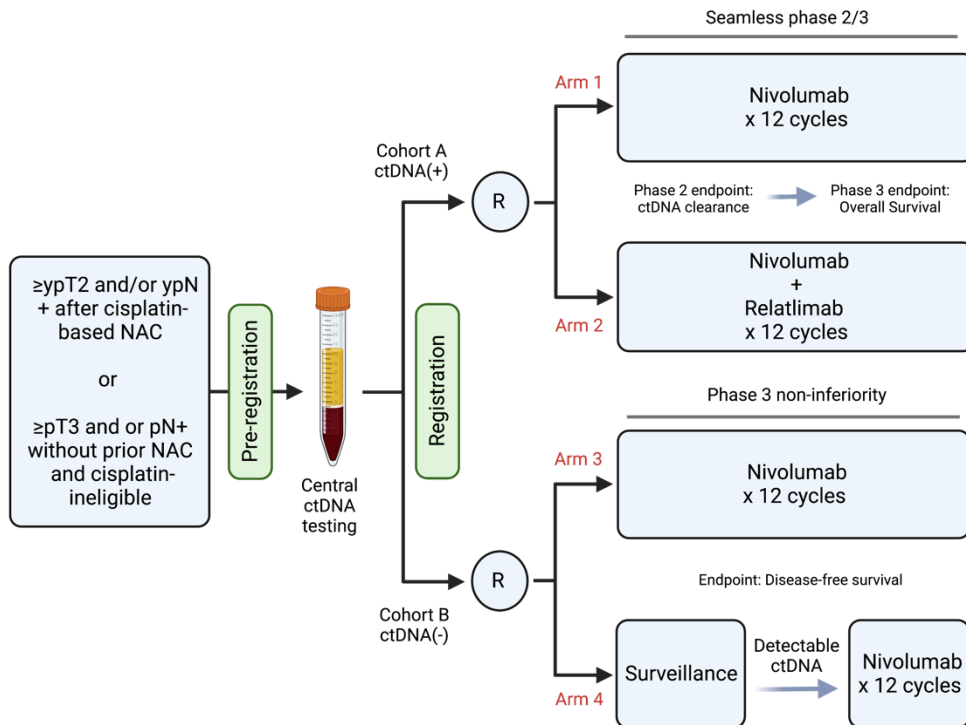 Seamless phase 2/3
Arm 1
Nivolumab
x 12 cycles
Cohort A
ctDNA(+)
R
Phase 2 endpoint:
ctDNA clearance
Phase 3 endpoint:
Overall Survival
Arm 2
Nivolumab
+
Relatlimab
x 12 cycles
≥ypT2 and/or ypN
+ after cisplatin-
based NAC
or
≥pT3 and or pN+
without prior NAC
and cisplatin-
ineligible
Pre-registration
Central
ctDNA
testing
Registration
Phase 3 non-inferiority
Arm 3
Nivolumab
x 12 cycles
R
Cohort B
ctDNA(-)
Endpoint: Disease-free survival
Arm 4
Surveillance
Detectable
ctDNA
Nivolumab
x 12 cycles